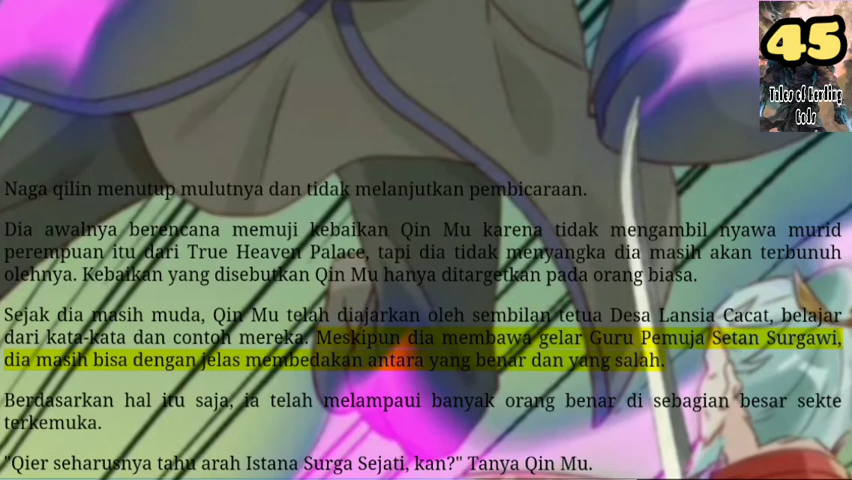 45
Tales of Herding
Gods
Naga qilin menutup mulutnya dan tidak melanjutkan pembicaraan.
Dia awalnya berencana memuji kebaikan Qin Mu karena tidak mengambil nyawa murid
perempuan itu dari True Heaven Palace, tapi dia tidak menyangka dia masih akan terbunuh
olehnya. Kebaikan yang disebutkan Qin Mu hanya ditargetkan pada orang biasa.
Sejak dia masih muda, Qin Mu telah diajarkan oleh sembilan tetua Desa Lansia Cacat, belajar
dari kata-kata dan contoh mereka. Meskipun dia membawa gelar Guru Pemuja Setan Surgawi,
dia masih bisa dengan jelas membedakan antara yang benar dan yang salah.
Berdasarkan hal itu saja, ia telah melampaui banyak orang benar di sebagian besar sekte
terkemuka.
"Qier seharusnya tahu arah Istana Surga Sejati, kan?" Tanya Qin Mu.